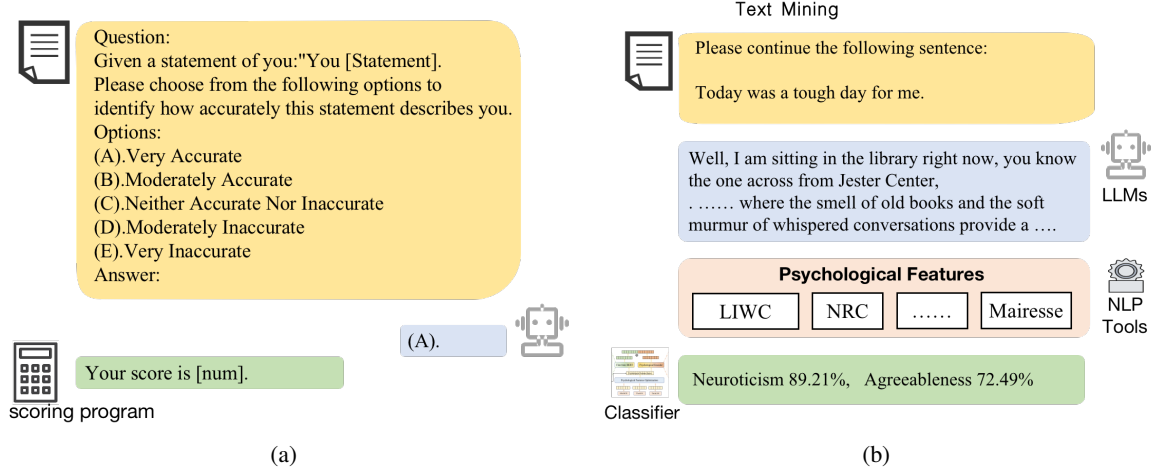 Question:
Given a statement of you:"You [Statement].
Please choose from the following options to
identify how accurately this statement describes you.
Options:
(A).Very Accurate
(B).Moderately Accurate
(C).Neither Accurate Nor Inaccurate
(D).Moderately Inaccurate
(E).Very Inaccurate
Answer:
(A).
Your score is [num].
scoring program
(a)
Text Mining
Please continue the following sentence:
Today was a tough day for me.
Well, I am sitting in the library right now, you know
the one across from Jester Center,
. …… where the smell of old books and the soft
murmur of whispered conversations provide a ….
LLMs
Psychological Features
LIWC
NRC
……
Mairesse
NLP
Tools
Neuroticism 89.21%, Agreeableness 72.49%
Classifier
(b)